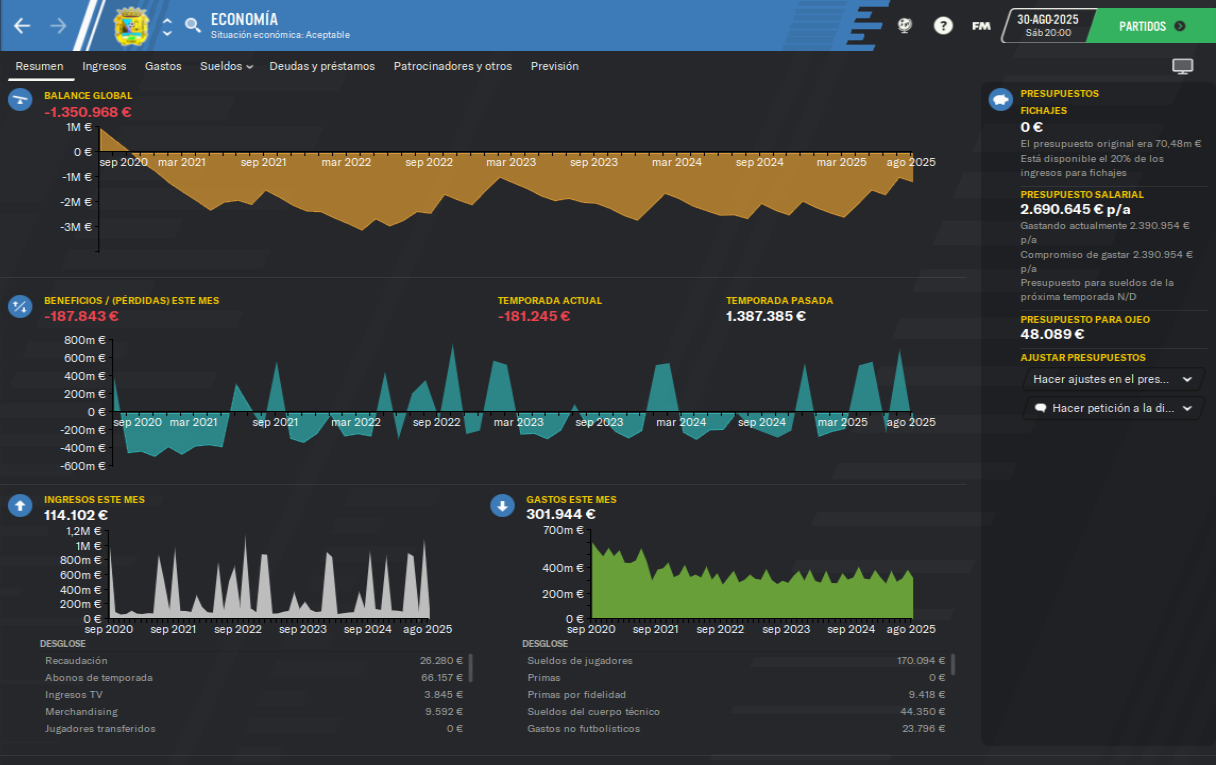 ECONOMÍA
Situación económica: Aceptable
?
FM
30-AGO-2025
Sáb 20:00
PARTIDOS
Resumen
Ingresos
Gastos
Sueldos
Deudas y préstamos
Patrocinadores y otros
Previsión
BALANCE GLOBAL
-1.350.968 €
1M €
0 €
-1M €
-2M €
-3M €
sep 2020 mar 2021 sep 2021 mar 2022 sep 2022 mar 2023 sep 2023 mar 2024 sep 2024 mar 2025 ago 2025
BENEFICIOS / (PÉRDIDAS) ESTE MES
-187.843 €
TEMPORADA ACTUAL
-181.245 €
TEMPORADA PASADA
1.387.385 €
800m €
600m €
400m €
200m €
0 €
-200m €
-400m €
-600m €
sep 2020 mar 2021 sep 2021 mar 2022 sep 2022 mar 2023 sep 2023 mar 2024 sep 2024 mar 2025 ago 2025
INGRESOS ESTE MES
114.102 €
1,2M €
1M €
800m €
600m €
400m €
200m €
0 €
sep 2020 sep 2021 sep 2022 sep 2023 sep 2024 ago 2025
DESGLOSE
Recaudación 26.280 €
Abonos de temporada 66.157 €
Ingresos TV 3.845 €
Merchandising 9.592 €
Jugadores transferidos 0 €
GASTOS ESTE MES
301.944 €
700m €
400m €
200m €
0 €
sep 2020 sep 2021 sep 2022 sep 2023 sep 2024 ago 2025
DESGLOSE
Sueldos de jugadores 170.094 €
Primas 0 €
Primas por fidelidad 9.418 €
Sueldos del cuerpo técnico 44.350 €
Gastos no futbolísticos 23.796 €
PRESUPUESTOS
FICHAJES
0 €
El presupuesto original era 70,48m €
Está disponible el 20% de los
ingresos para fichajes
PRESUPUESTO SALARIAL
2.690.645 € p/a
Gastando actualmente 2.390.954 €
p/a
Compromiso de gastar 2.390.954 €
p/a
Presupuesto para sueldos de la
próxima temporada N/D
PRESUPUESTO PARA OJEO
48.089 €
AJUSTAR PRESUPUESTOS
Hacer ajustes en el pres...
Hacer petición a la di...